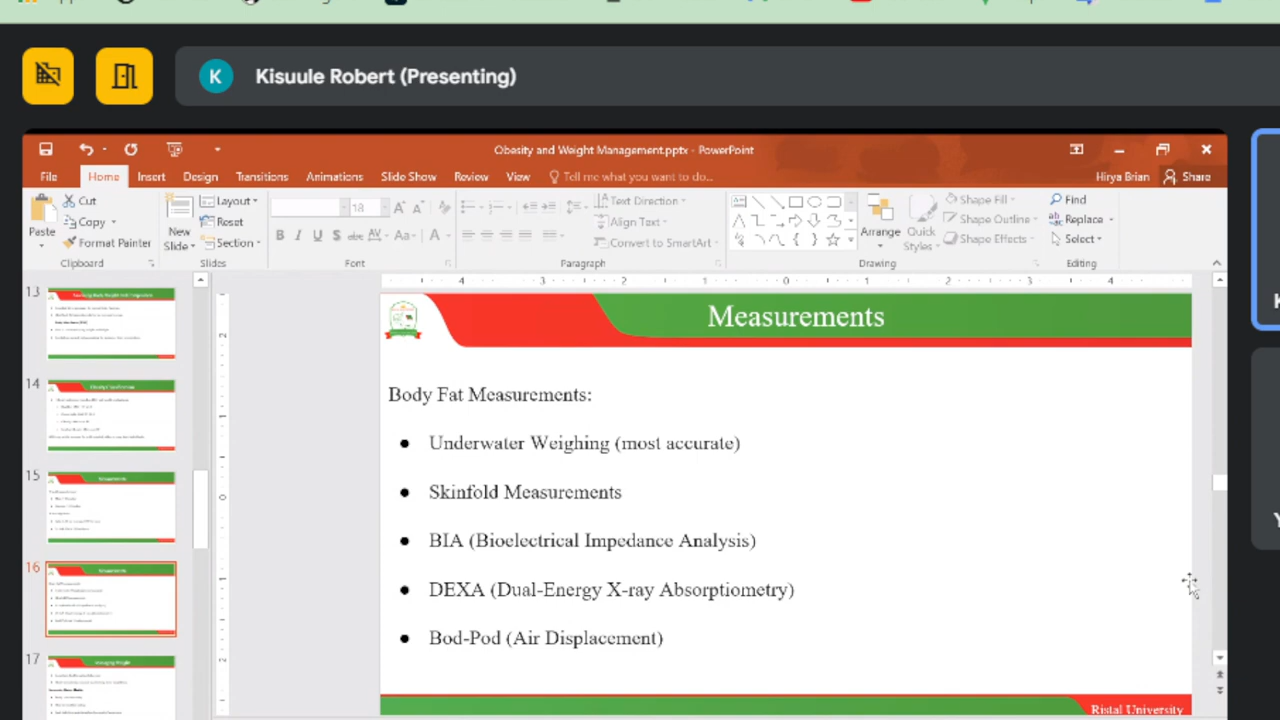 Kisuule Robert (Presenting)
K
Obesity and Weight Management.pptx - PowerPoint
File Home Insert Design Transitions Animations Slide Show Review View Tell me what you want to do... Hirya Brian Share
Paste
Cut
Copy
Format Painter
Clipboard
New Slide
Layout
Reset
Section
Slides
18
Font
Text Direction
Align Text
Convert to SmartArt
Paragraph
Arrange
Quick Styles
Shape Fill
Shape Outline
Shape Effects
Drawing
Find
Replace
Select
Editing
13
14
15
16
17
Measurements
Body Fat Measurements:
● Underwater Weighing (most accurate)
● Skinfold Measurements
● BIA (Bioelectrical Impedance Analysis)
● DEXA (Dual-Energy X-ray Absorptiometry)
● Bod-Pod (Air Displacement)
Ristal University